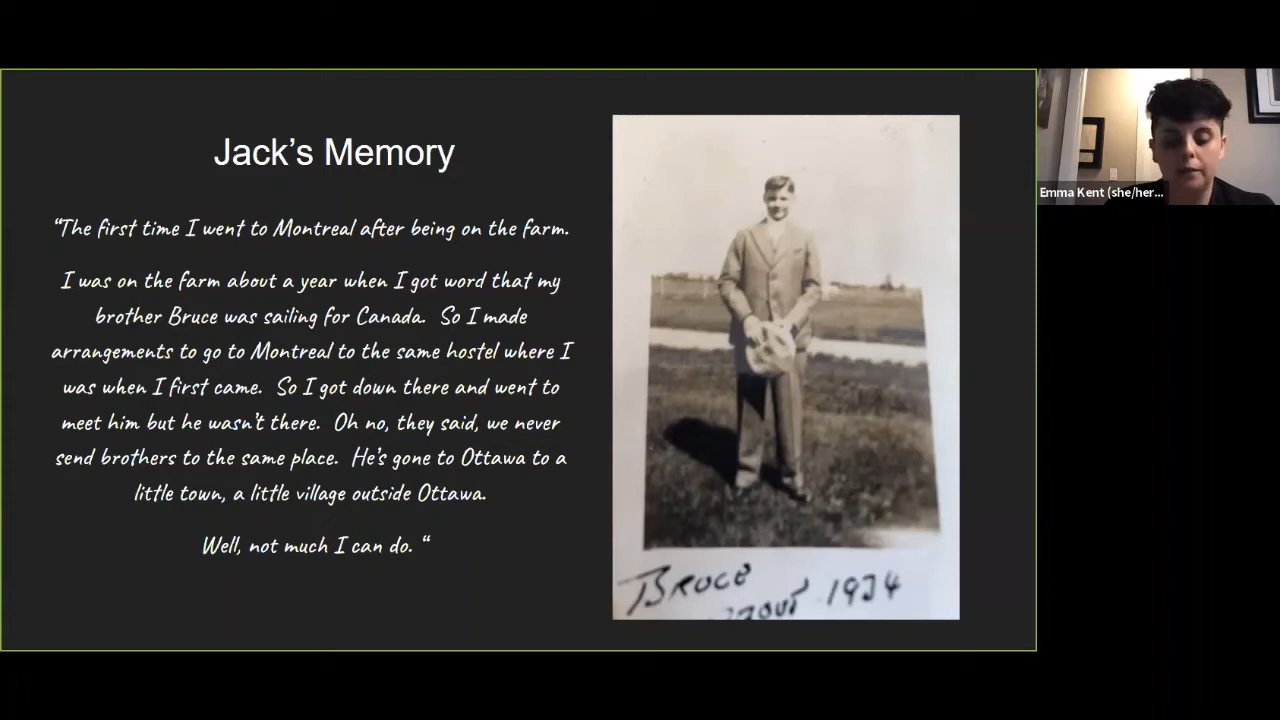 Jack's Memory
“The first time I went to Montreal after being on the farm.
I was on the farm about a year when I got word that my
brother Bruce was sailing for Canada. So I made
arrangements to go to Montreal to the same hostel where I
was when I first came. So I got down there and went to
meet him but he wasn't there. Oh no, they said, we never
send brothers to the same place. He's gone to Ottawa to a
little town, a little village outside Ottawa.
Well, not much I can do. “
BRUCE
1934
Emma Kent (she/her...